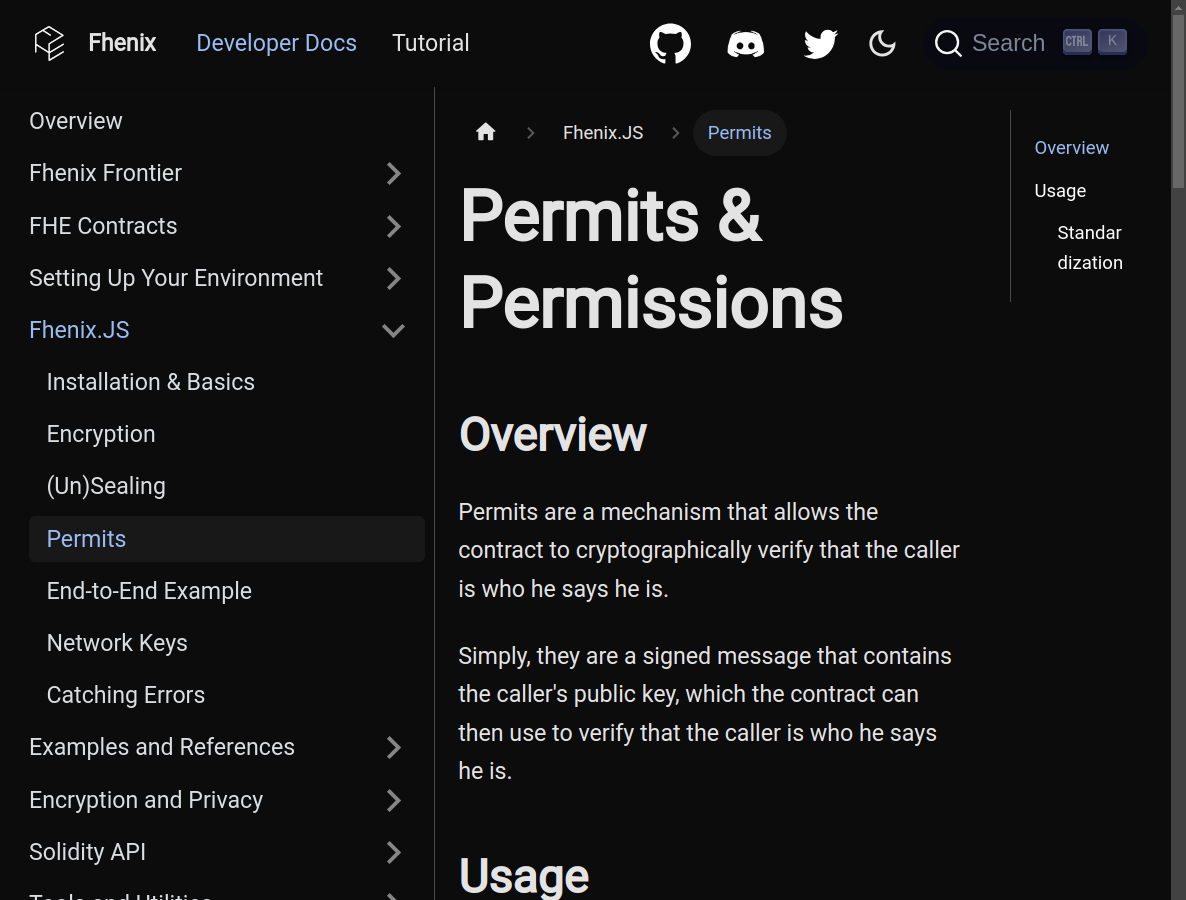 Fhenix Developer Docs Tutorial Search CTRL K
Overview
Fhenix Frontier
FHE Contracts
Setting Up Your Environment
Fhenix.JS
Installation & Basics
Encryption
(Un)Sealing
Permits
End-to-End Example
Network Keys
Catching Errors
Examples and References
Encryption and Privacy
Solidity API
Tools and Utilities
Fhenix.JS Permits
Permits &
Permissions
Overview
Permits are a mechanism that allows the
contract to cryptographically verify that the caller
is who he says he is.
Simply, they are a signed message that contains
the caller's public key, which the contract can
then use to verify that the caller is who he says
he is.
Usage
Overview
Usage
Standar
dization